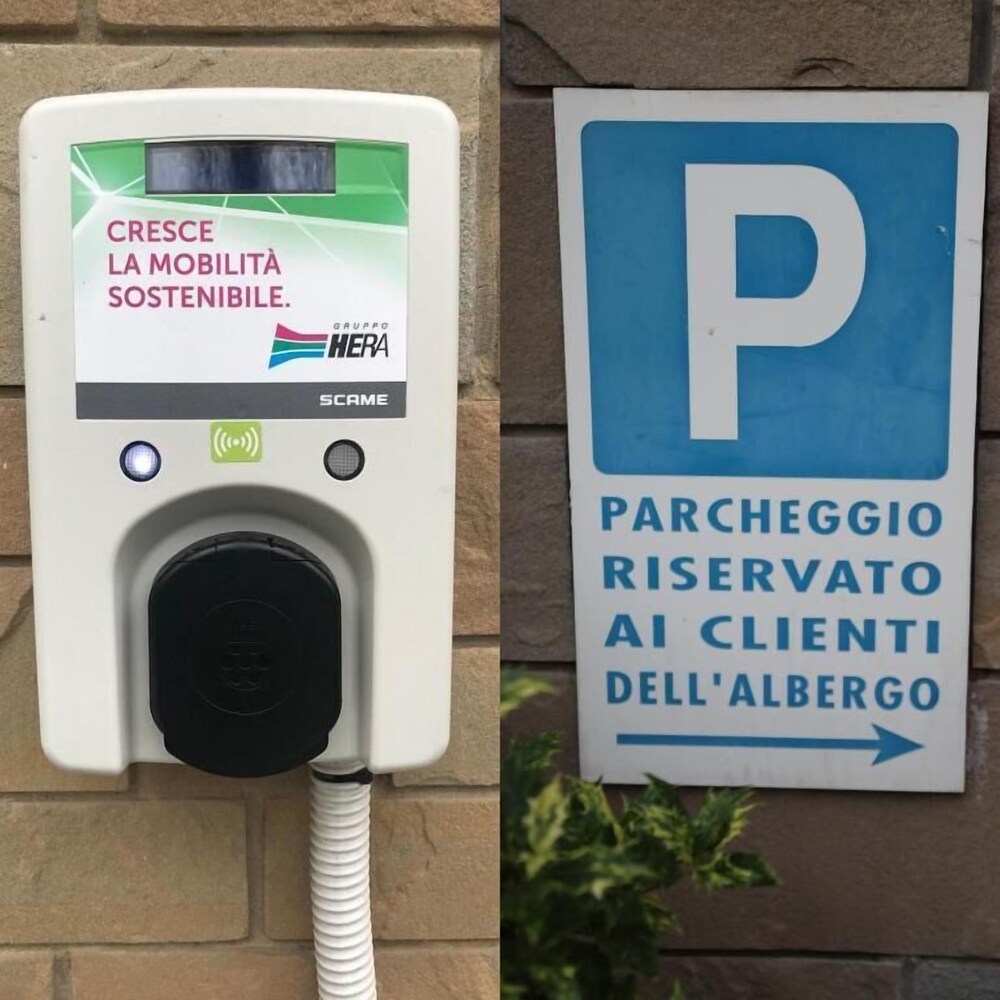 CRESCE
LA MOBILITÀ
SOSTENIBILE.
GRUPPO
HERA
SCAME
P
PARCHEGGIO
RISERVATO
AI CLIENTI
DELL'ALBERGO